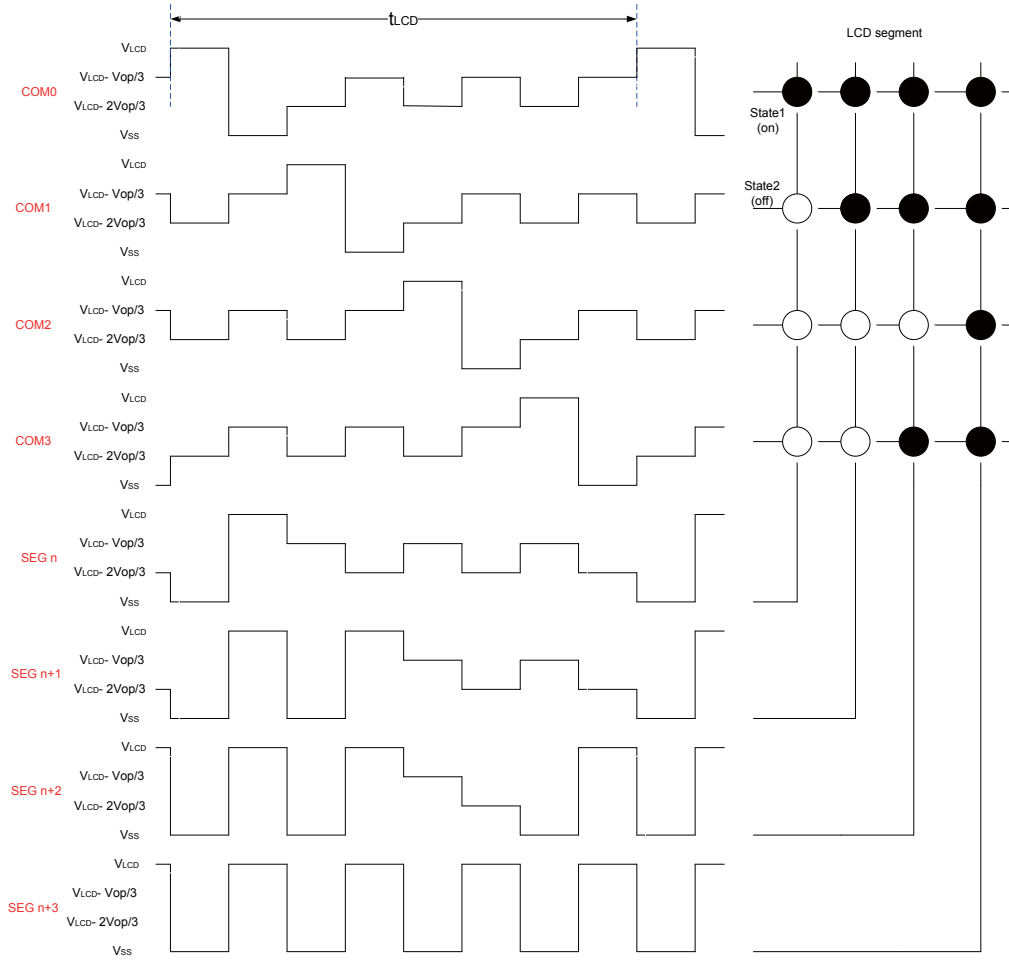 tLCD
LCD segment
State1
(on)
State2
(off)
COM0
VLCD
VLCD- Vop/3
VLCD- 2Vop/3
Vss
COM1
VLCD
VLCD- Vop/3
VLCD- 2Vop/3
Vss
COM2
VLCD
VLCD- Vop/3
VLCD- 2Vop/3
Vss
COM3
VLCD
VLCD- Vop/3
VLCD- 2Vop/3
Vss
SEG n
VLCD
VLCD- Vop/3
VLCD- 2Vop/3
Vss
SEG n+1
VLCD
VLCD- Vop/3
VLCD- 2Vop/3
Vss
SEG n+2
VLCD
VLCD- Vop/3
VLCD- 2Vop/3
Vss
SEG n+3
VLCD
VLCD- Vop/3
VLCD- 2Vop/3
Vss